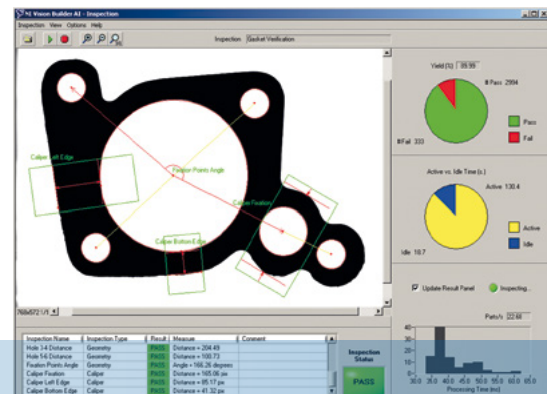 NI Vision Builder AI - Inspection
Inspection View Options Help
Inspection Gasket Verification
Yield (%) 89.99
# Pass 2994
Pass
Fail
# Fail 333
Caliper Left Edge
Fixation Points Angle
Caliper Fixation
Caliper Bottom Edge
Active vs. Idle Time (s.)
Active 130.4
Active
Idle
Idle 18.7
Update Result Panel
Inspecting...
Parts/s 22.68
40
30
20
10
0
30.0 35.0 40.0 45.0 50.0 55.0 60.0 65.0
Processing Time (ms)
Inspection Name Inspection Type Result Measure Comment
Hole 3-4 Distance Geometry PASS Distance = 204.49
Hole 5-6 Distance Geometry PASS Distance = 100.73
Fixation Points Angle Geometry PASS Angle = 166.26 degrees
Caliper Fixation Caliper PASS Distance = 165.06 pix
Caliper Left Edge Caliper PASS Distance = 85.17 pix
Caliper Bottom Edge Caliper PASS Distance = 41.32 pix
Inspection
Status
PASS